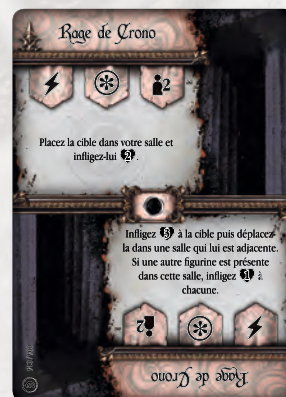 Rage de Crono
2
Placez la cible dans votre salle et
infligez-lui 2.
Infligez 3 à la cible puis déplacez-
la dans une salle qui lui est adjacente.
Si une autre figurine est présente
dans cette salle, infligez 1 à
chacune.
2
Rage de Crono